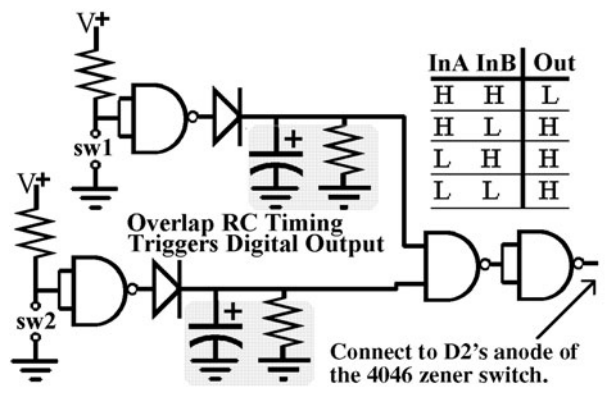 V+
InA InB Out
H H L
H L H
L H H
L L H
+
sw1
V+
Overlap RC Timing
Triggers Digital Output
+
sw2
Connect to D2's anode of
the 4046 zener switch.